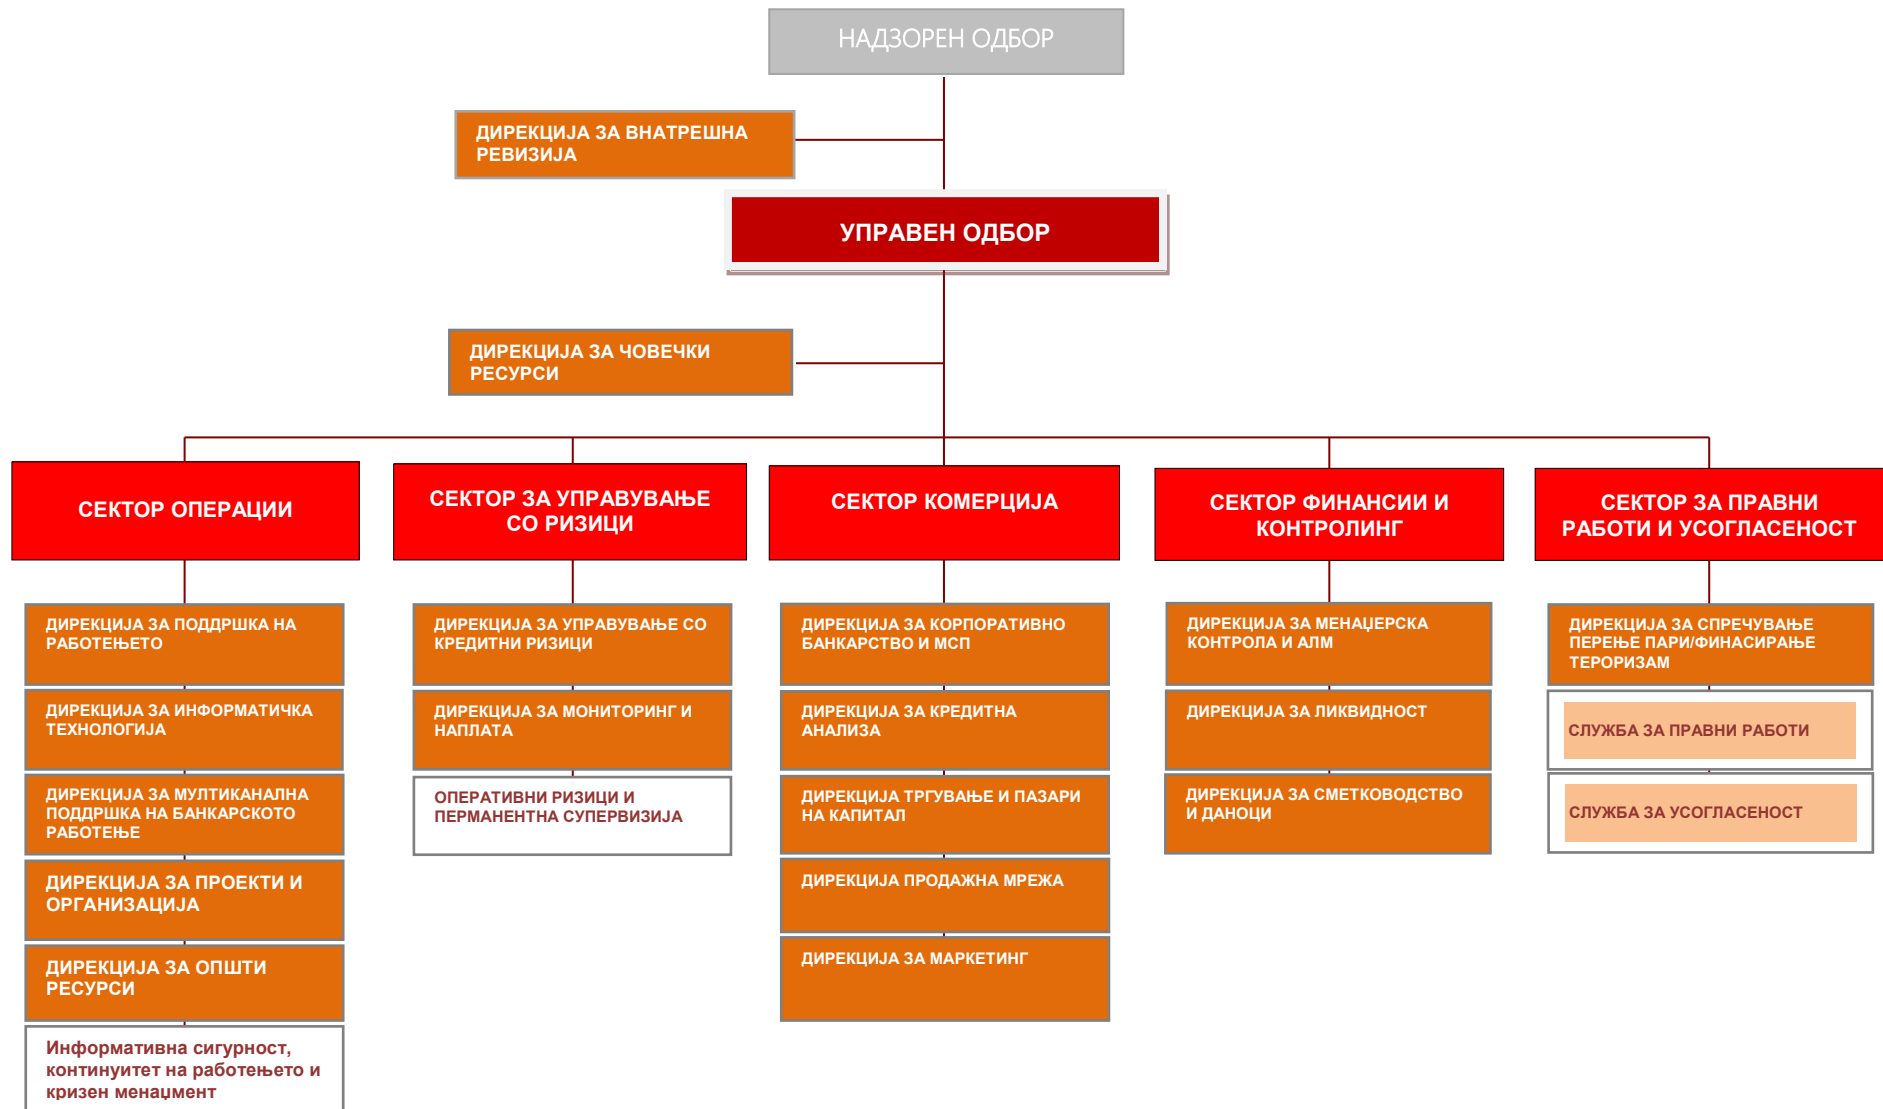 НАДЗОРЕН ОДБОР
ДИРЕКЦИЈА ЗА ВНАТРЕШНА
РЕВИЗИЈА
УПРАВЕН ОДБОР
ДИРЕКЦИЈА ЗА ЧОВЕЧКИ
РЕСУРСИ
СЕКТОР ОПЕРАЦИИ
СЕКТОР ЗА УПРАВУВАЊЕ
СО РИЗИЦИ
СЕКТОР КОМЕРЦИЈА
СЕКТОР ФИНАНСИИ И
КОНТРОЛИНГ
СЕКТОР ЗА ПРАВНИ
РАБОТИ И УСОГЛАСЕНОСТ
ДИРЕКЦИЈА ЗА ПОДДРШКА НА
РАБОТЕЊЕТО
ДИРЕКЦИЈА ЗА ИНФОРМАТИЧКА
ТЕХНОЛОГИЈА
ДИРЕКЦИЈА ЗА МУЛТИКАНАЛНА
ПОДДРШКА НА БАНКАРСКОТО
РАБОТЕЊЕ
ДИРЕКЦИЈА ЗА ПРОЕКТИ И
ОРГАНИЗАЦИЈА
ДИРЕКЦИЈА ЗА ОПШТИ
РЕСУРСИ
Информативна сигурност,
континуитет на работењето и
кризен менаџмент
ДИРЕКЦИЈА ЗА УПРАВУВАЊЕ СО
КРЕДИТНИ РИЗИЦИ
ДИРЕКЦИЈА ЗА МОНИТОРИНГ И
НАПЛАТА
ОПЕРАТИВНИ РИЗИЦИ И
ПЕРМАНЕНТНА СУПЕРВИЗИЈА
ДИРЕКЦИЈА ЗА КОРПОРАТИВНО
БАНКАРСТВО И МСП
ДИРЕКЦИЈА ЗА КРЕДИТНА
АНАЛИЗА
ДИРЕКЦИЈА ТРГУВАЊЕ И ПАЗАРИ
НА КАПИТАЛ
ДИРЕКЦИЈА ПРОДАЖНА МРЕЖА
ДИРЕКЦИЈА ЗА МАРКЕТИНГ
ДИРЕКЦИЈА ЗА МЕНАЏЕРСКА
КОНТРОЛА И АЛМ
ДИРЕКЦИЈА ЗА ЛИКВИДНОСТ
ДИРЕКЦИЈА ЗА СМЕТКОВОДСТВО
И ДАНОЦИ
ДИРЕКЦИЈА ЗА СПРЕЧУВАЊЕ
ПЕРЕЊЕ ПАРИ/ФИНАСИРАЊЕ
ТЕРОРИЗАМ
СЛУЖБА ЗА ПРАВНИ РАБОТИ
СЛУЖБА ЗА УСОГЛАСЕНОСТ